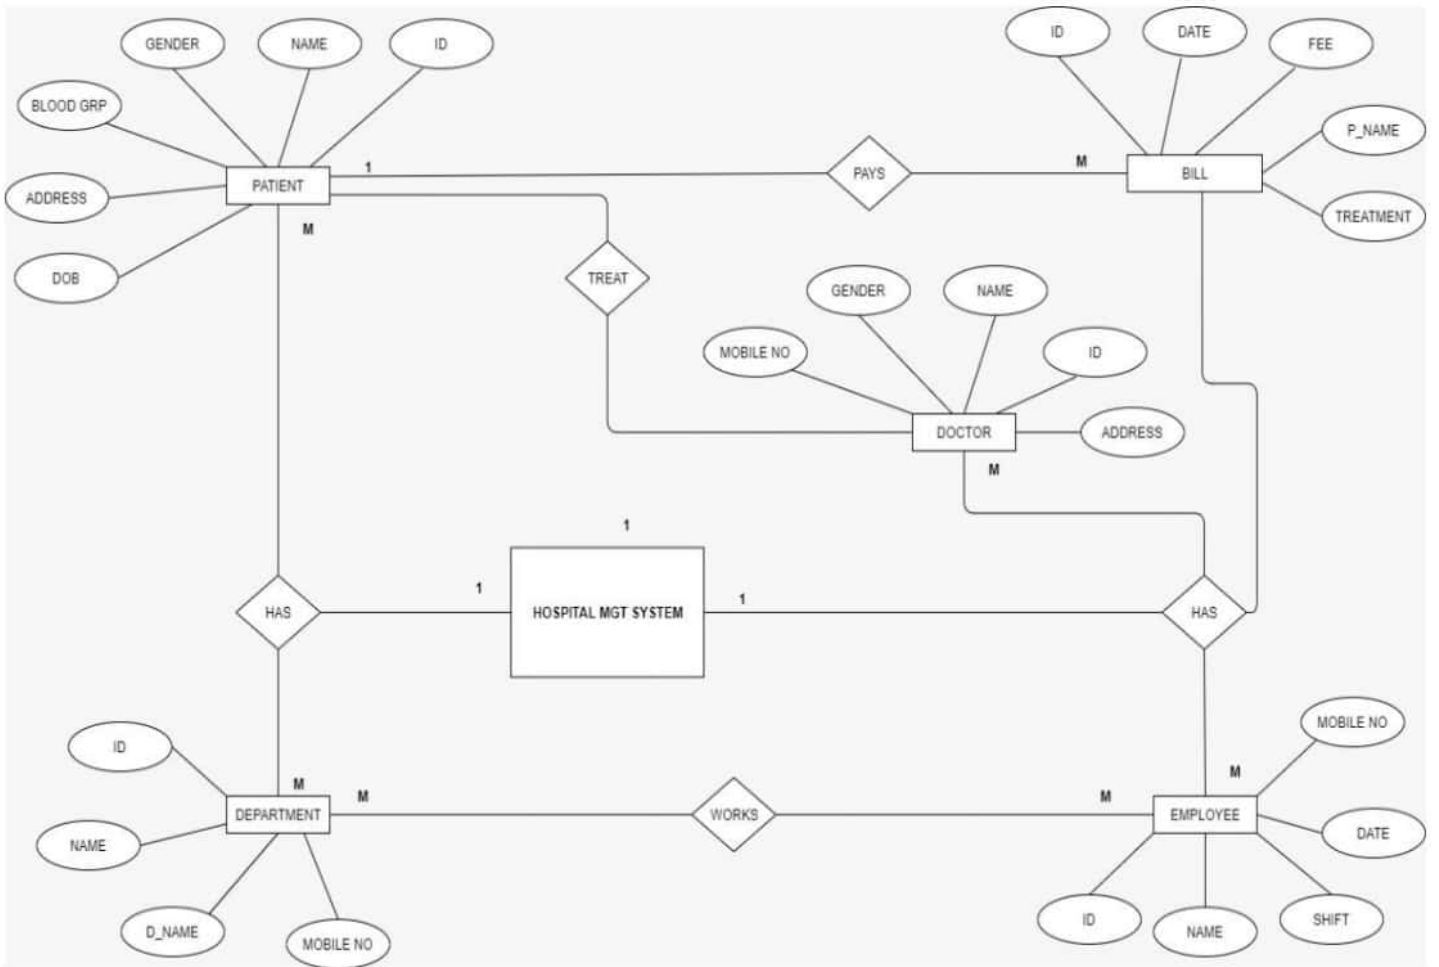 ID
DATE
GENDER
NAME
ID
FEE
BLOOD GRP
P_NAME
1
M
PAYS
BILL
PATIENT
ADDRESS
TREATMENT
M
DOB
TREAT
GENDER
NAME
MOBILE NO
ID
DOCTOR
ADDRESS
M
1
1
1
HAS
HOSPITAL MGT SYSTEM
HAS
MOBILE NO
ID
M
M
M
M
DEPARTMENT
WORKS
EMPLOYEE
DATE
NAME
ID
SHIFT
D_NAME
NAME
MOBILE NO